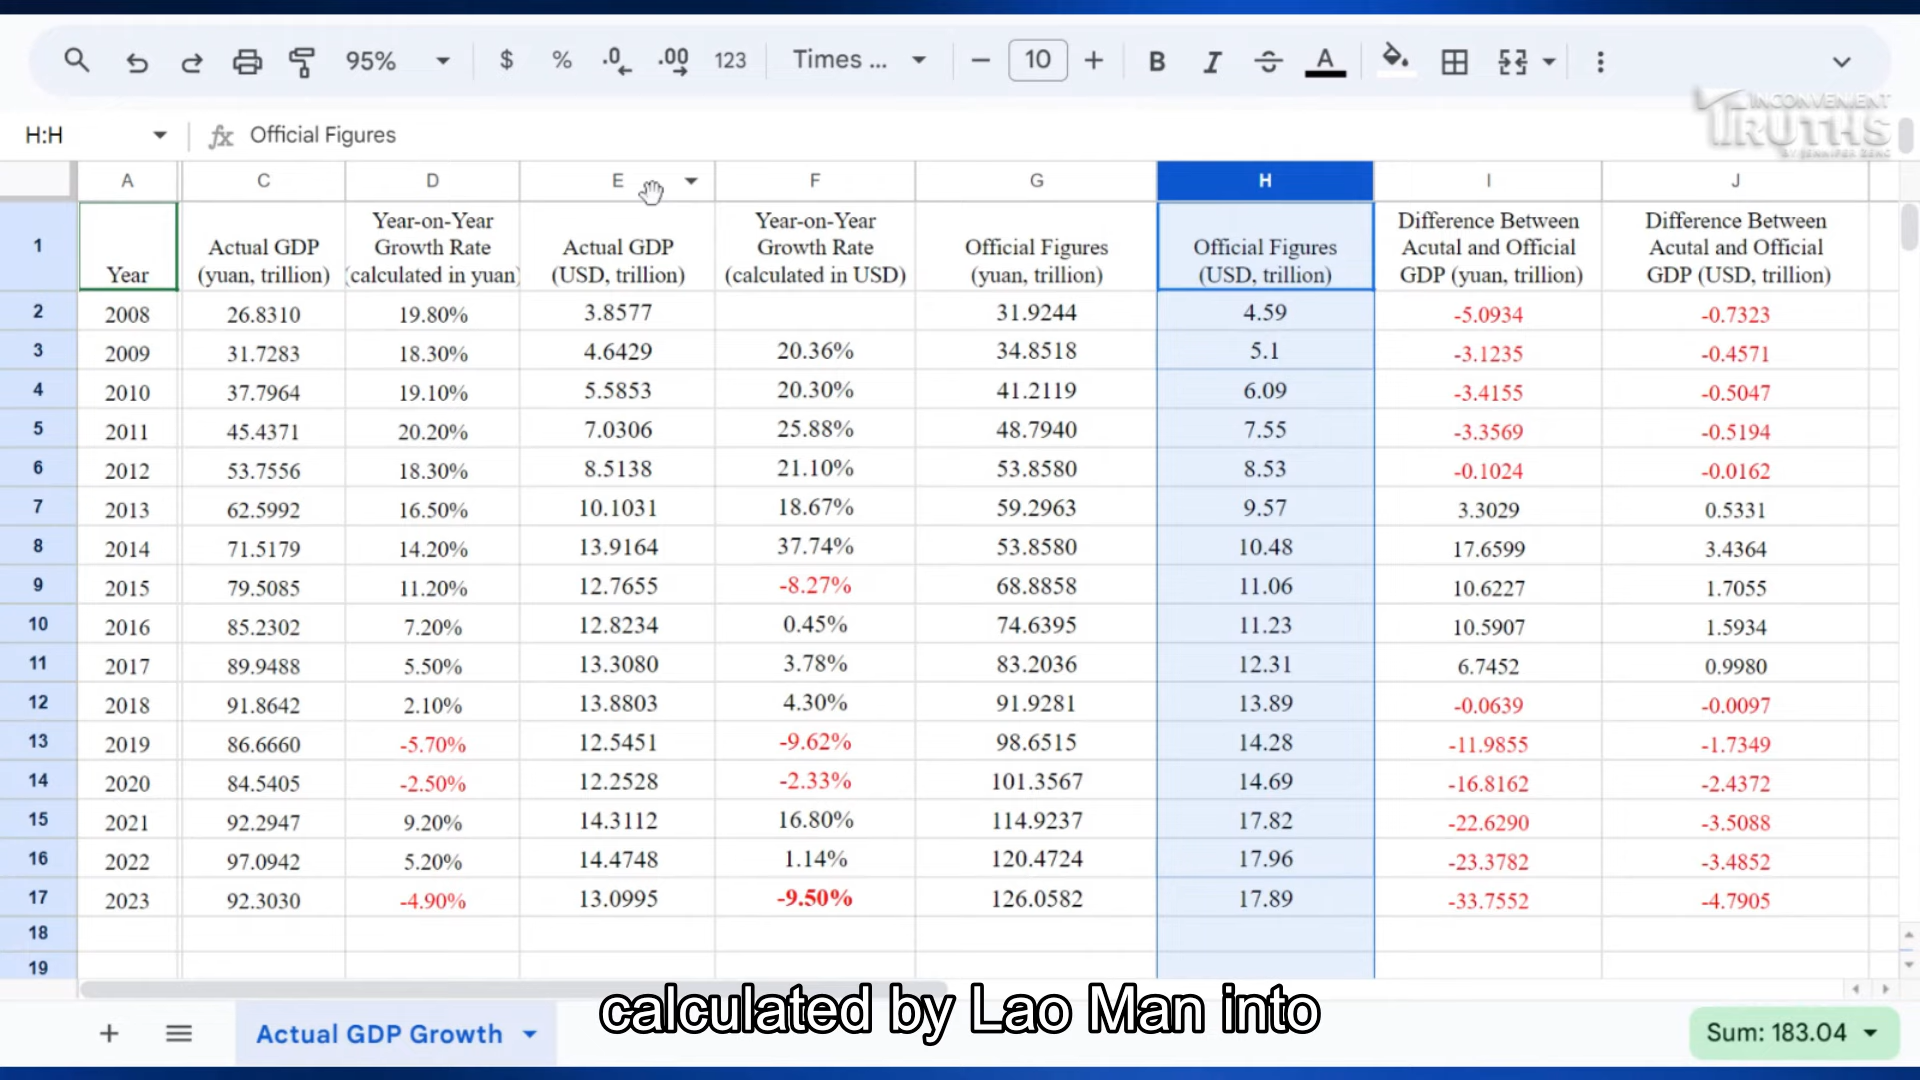 95%
$ % .0 .00 123 Times ... 10 B I A
INCONVENIENT
TRUTHS
BY JENNIFER ZENG
H:H fx Official Figures
A C D E F G H I J
1 Year Actual GDP (yuan, trillion) Year-on-Year Growth Rate (calculated in yuan) Actual GDP (USD, trillion) Year-on-Year Growth Rate (calculated in USD) Official Figures (yuan, trillion) Official Figures (USD, trillion) Difference Between Acutal and Official GDP (yuan, trillion) Difference Between Acutal and Official GDP (USD, trillion)
2 2008 26.8310 19.80% 3.8577 31.9244 4.59 -5.0934 -0.7323
3 2009 31.7283 18.30% 4.6429 20.36% 34.8518 5.1 -3.1235 -0.4571
4 2010 37.7964 19.10% 5.5853 20.30% 41.2119 6.09 -3.4155 -0.5047
5 2011 45.4371 20.20% 7.0306 25.88% 48.7940 7.55 -3.3569 -0.5194
6 2012 53.7556 18.30% 8.5138 21.10% 53.8580 8.53 -0.1024 -0.0162
7 2013 62.5992 16.50% 10.1031 18.67% 59.2963 9.57 3.3029 0.5331
8 2014 71.5179 14.20% 13.9164 37.74% 53.8580 10.48 17.6599 3.4364
9 2015 79.5085 11.20% 12.7655 -8.27% 68.8858 11.06 10.6227 1.7055
10 2016 85.2302 7.20% 12.8234 0.45% 74.6395 11.23 10.5907 1.5934
11 2017 89.9488 5.50% 13.3080 3.78% 83.2036 12.31 6.7452 0.9980
12 2018 91.8642 2.10% 13.8803 4.30% 91.9281 13.89 -0.0639 -0.0097
13 2019 86.6660 -5.70% 12.5451 -9.62% 98.6515 14.28 -11.9855 -1.7349
14 2020 84.5405 -2.50% 12.2528 -2.33% 101.3567 14.69 -16.8162 -2.4372
15 2021 92.2947 9.20% 14.3112 16.80% 114.9237 17.82 -22.6290 -3.5088
16 2022 97.0942 5.20% 14.4748 1.14% 120.4724 17.96 -23.3782 -3.4852
17 2023 92.3030 -4.90% 13.0995 -9.50% 126.0582 17.89 -33.7552 -4.7905
18
19
calculated by Lao Man into
Actual GDP Growth
Sum: 183.04